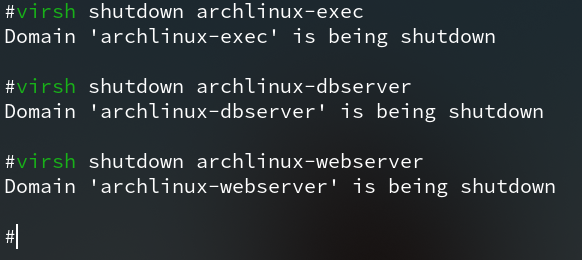 #virsh shutdown archlinux-exec
Domain 'archlinux-exec' is being shutdown
#virsh shutdown archlinux-dbserver
Domain 'archlinux-dbserver' is being shutdown
#virsh shutdown archlinux-webserver
Domain 'archlinux-webserver' is being shutdown
#